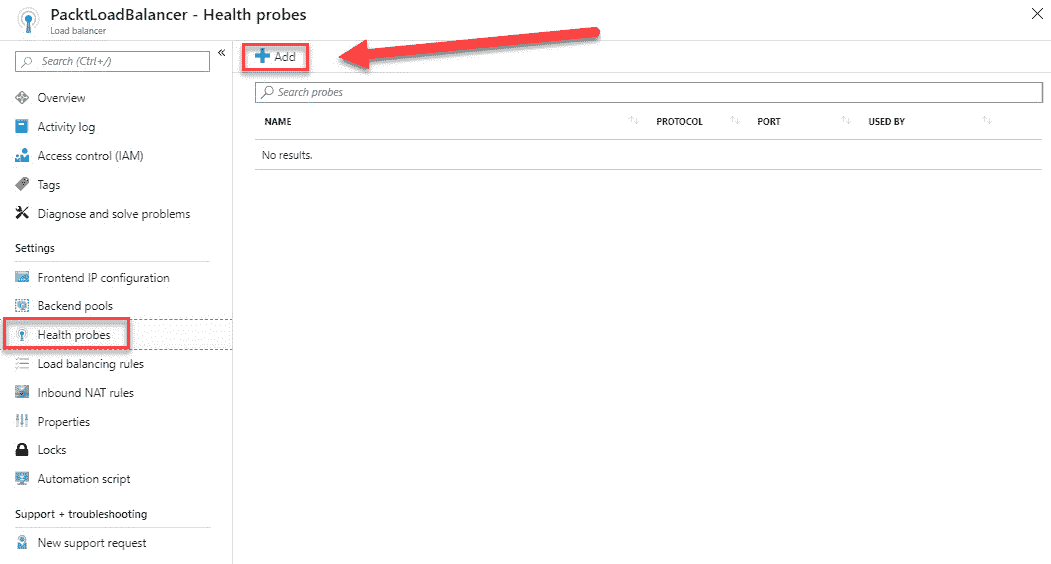 PacktLoadBalancer - Health probes
Load balancer
Search (Ctrl+/)
«
Overview
Activity log
Access control (IAM)
Tags
Diagnose and solve problems
Settings
Frontend IP configuration
Backend pools
Health probes
Load balancing rules
Inbound NAT rules
Properties
Locks
Automation script
Support + troubleshooting
New support request
Add
Search probes
NAME PROTOCOL PORT USED BY
No results.